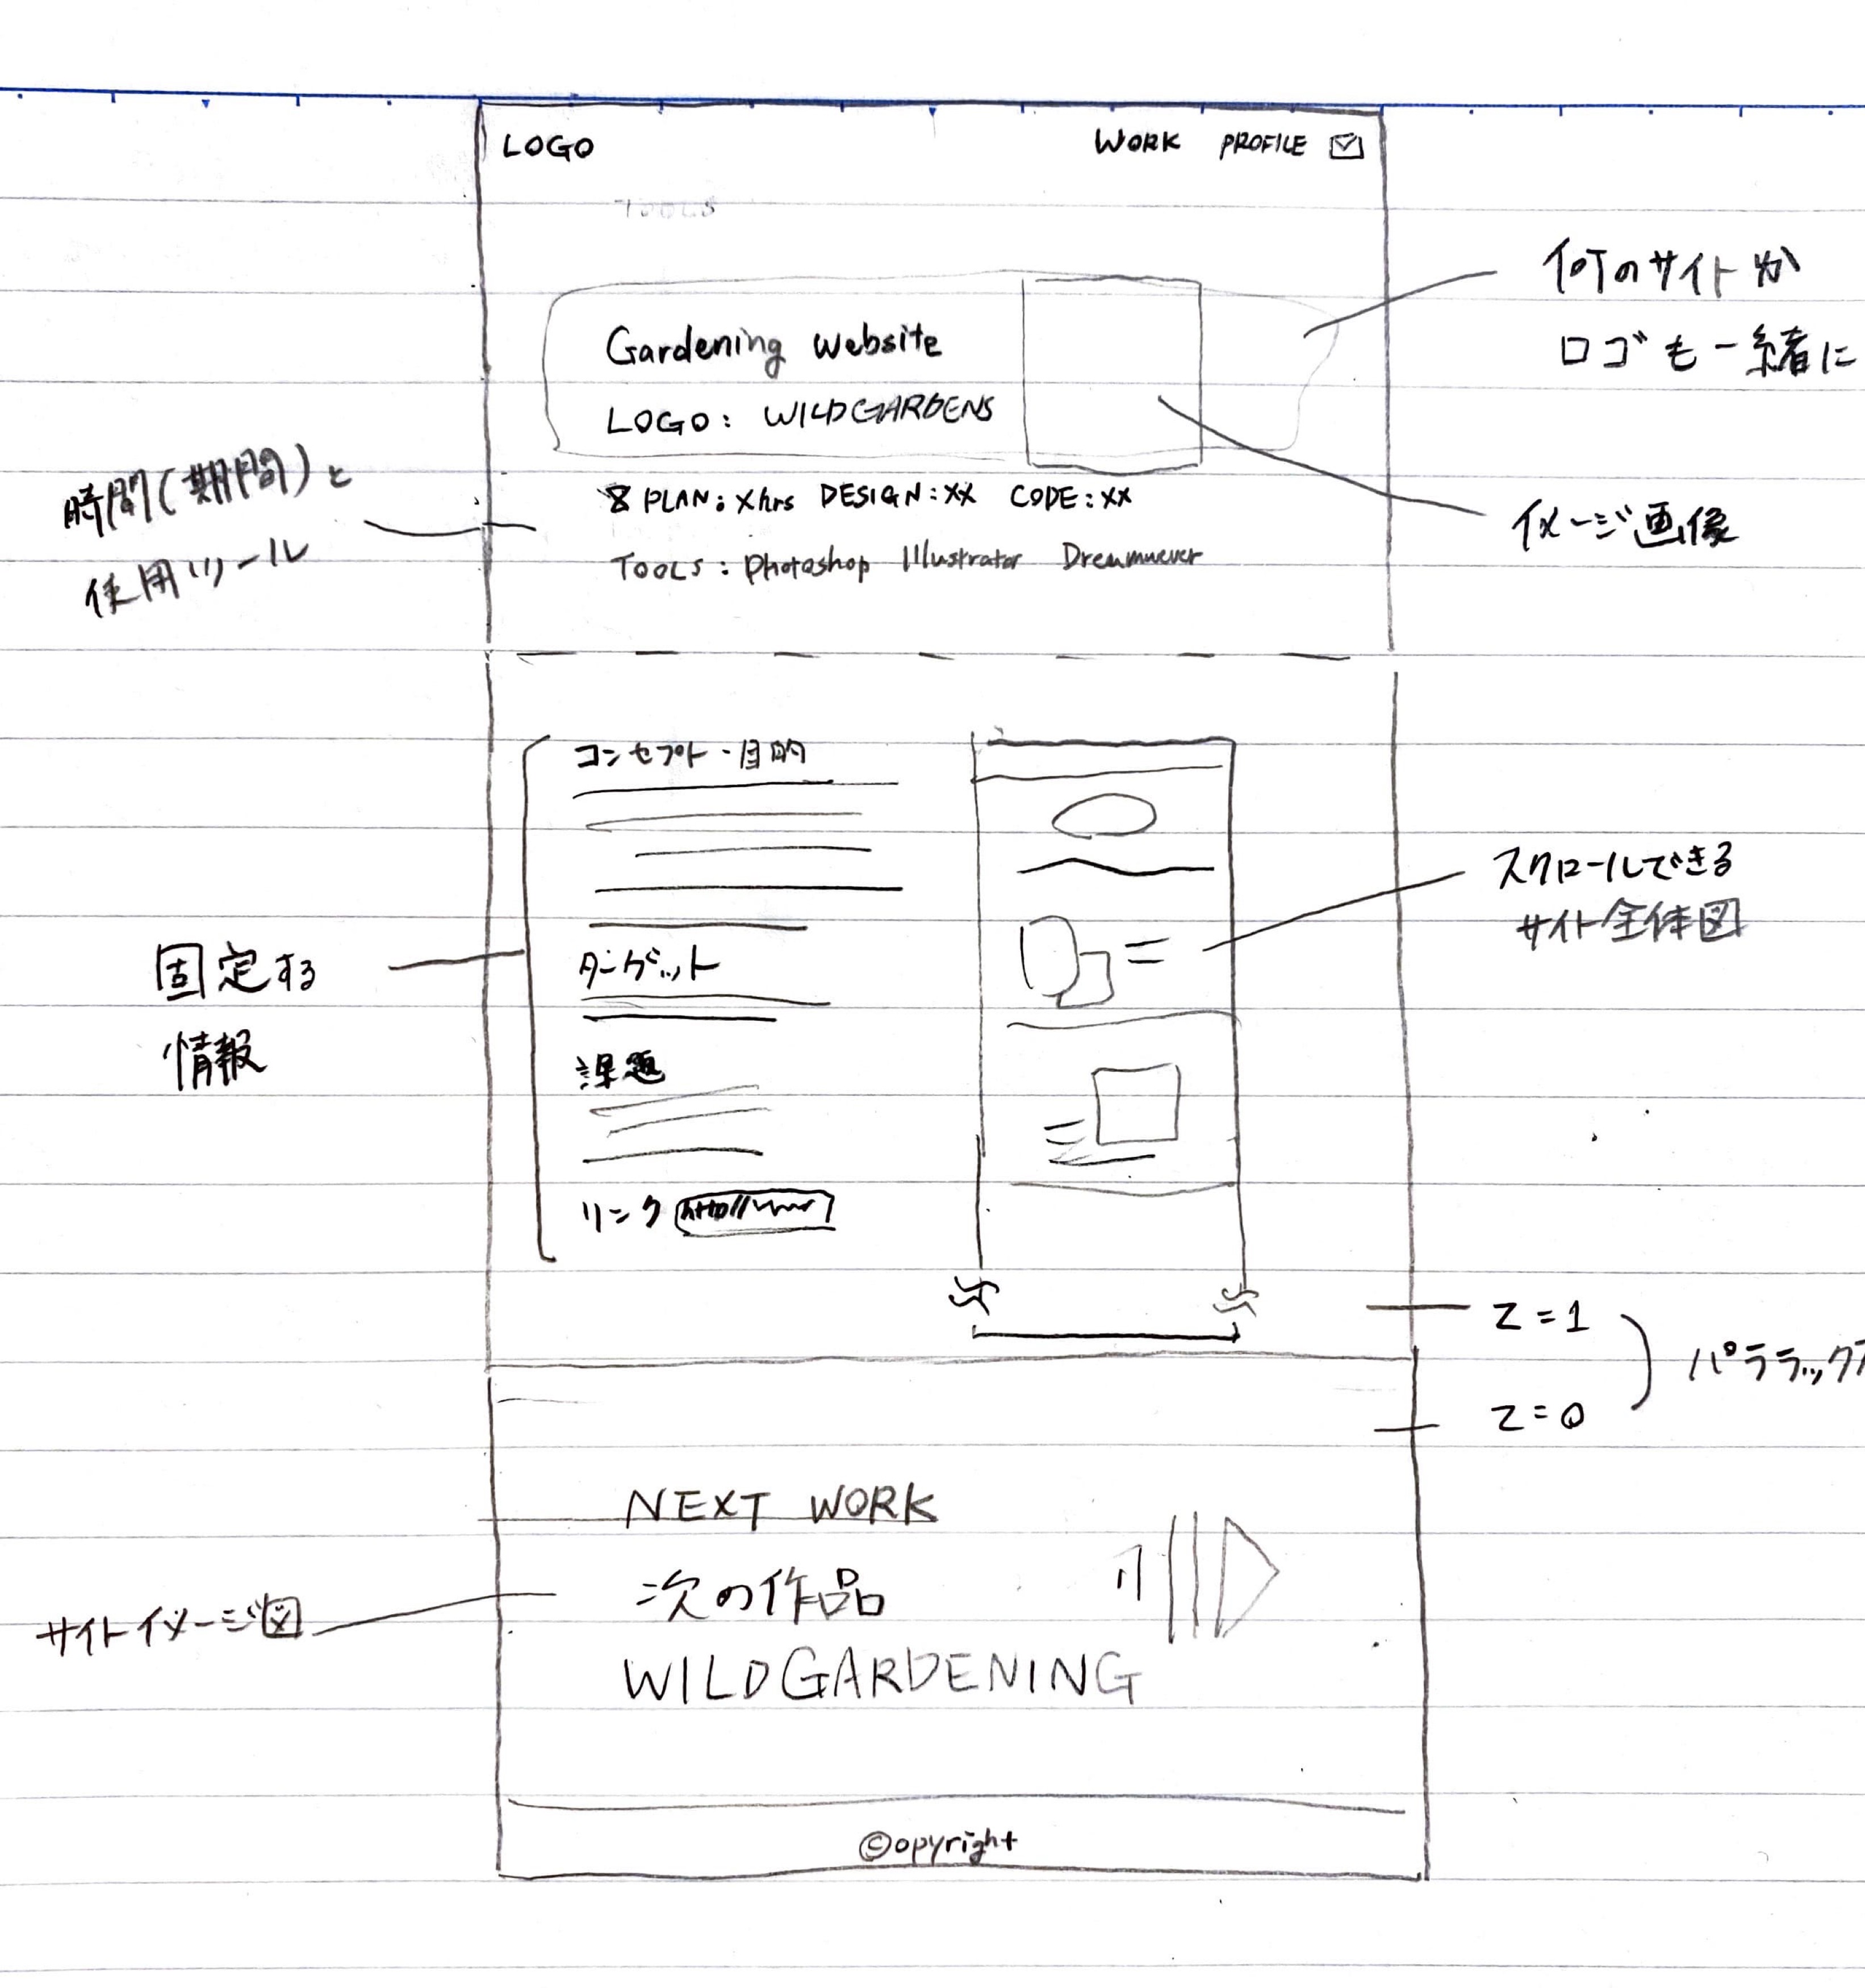 LOGO
WORK PROFILE
TOOLS
何のサイトか
ロゴも一緒に
Gardening Website
LOGO: WILDGARDENS
時間(期間)と
使用ツール
PLAN: Xhrs DESIGN: XX CODE: XX
TOOLS: Photoshop Illustrator
イメージ画像
コンセプト・目的
スクロールできる
サイト全体図
固定する
情報
ターゲット
課題
リンク
Z=1
パララックス
Z=0
NEXT WORK
次の作品
WILDGARDENING
サイトイメージ図
©opyright